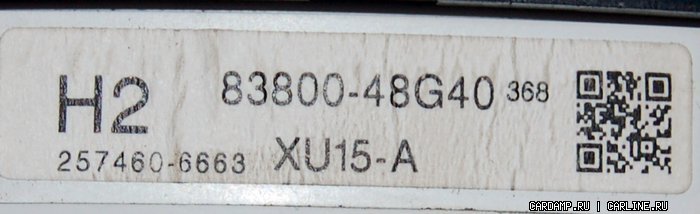 H2 83800-48G40 368
257460-6663 XU15-A
CARDAMP.RU | CARLINE.RU